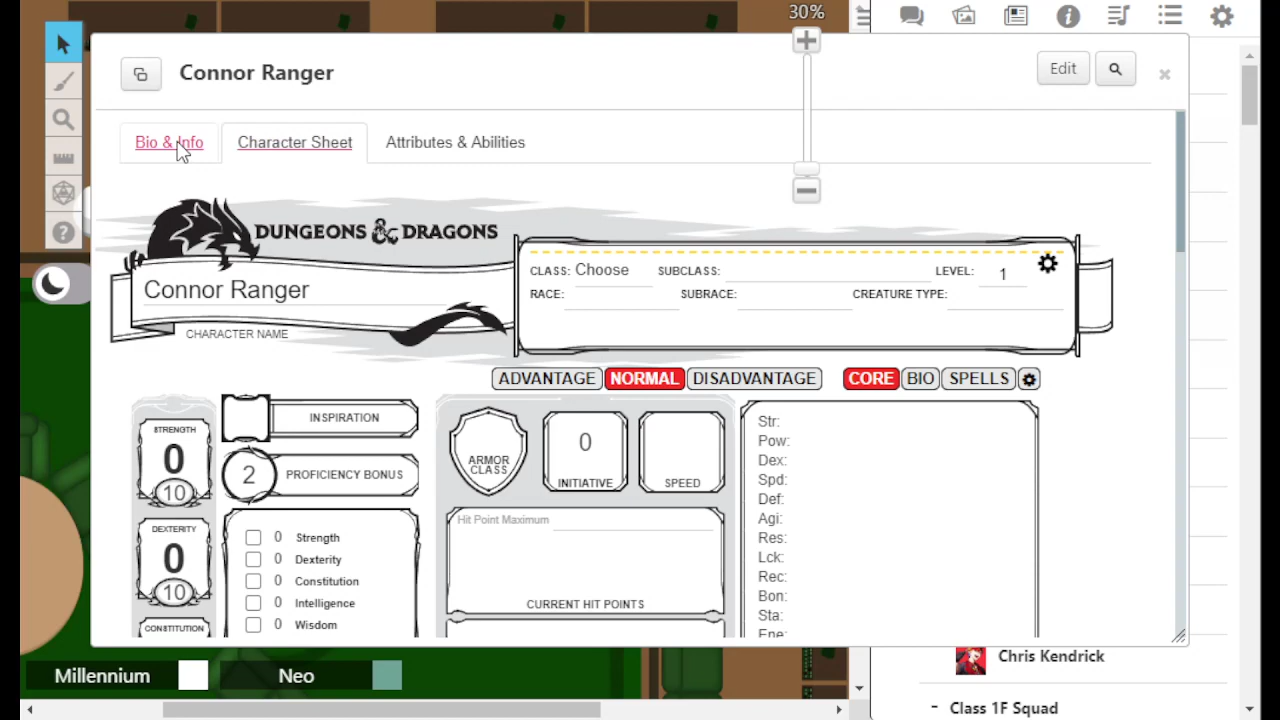 30%
Connor Ranger
Edit
Bio & Info
Character Sheet
Attributes & Abilities
DUNGEONS & DRAGONS
CLASS: Choose
SUBCLASS:
LEVEL: 1
RACE:
SUBRACE:
CREATURE TYPE:
Connor Ranger
CHARACTER NAME
ADVANTAGE
NORMAL
DISADVANTAGE
CORE
BIO
SPELLS
STRENGTH
0
10
DEXTERITY
0
10
CONSTITUTION
INSPIRATION
2
PROFICIENCY BONUS
0 Strength
0 Dexterity
0 Constitution
0 Intelligence
0 Wisdom
ARMOR
CLASS
0
INITIATIVE
SPEED
Hit Point Maximum
CURRENT HIT POINTS
Str:
Pow:
Dex:
Spd:
Def:
Agi:
Res:
Lck:
Rec:
Bon:
Sta:
Ene:
Millennium
Neo
Chris Kendrick
- Class 1F Squad